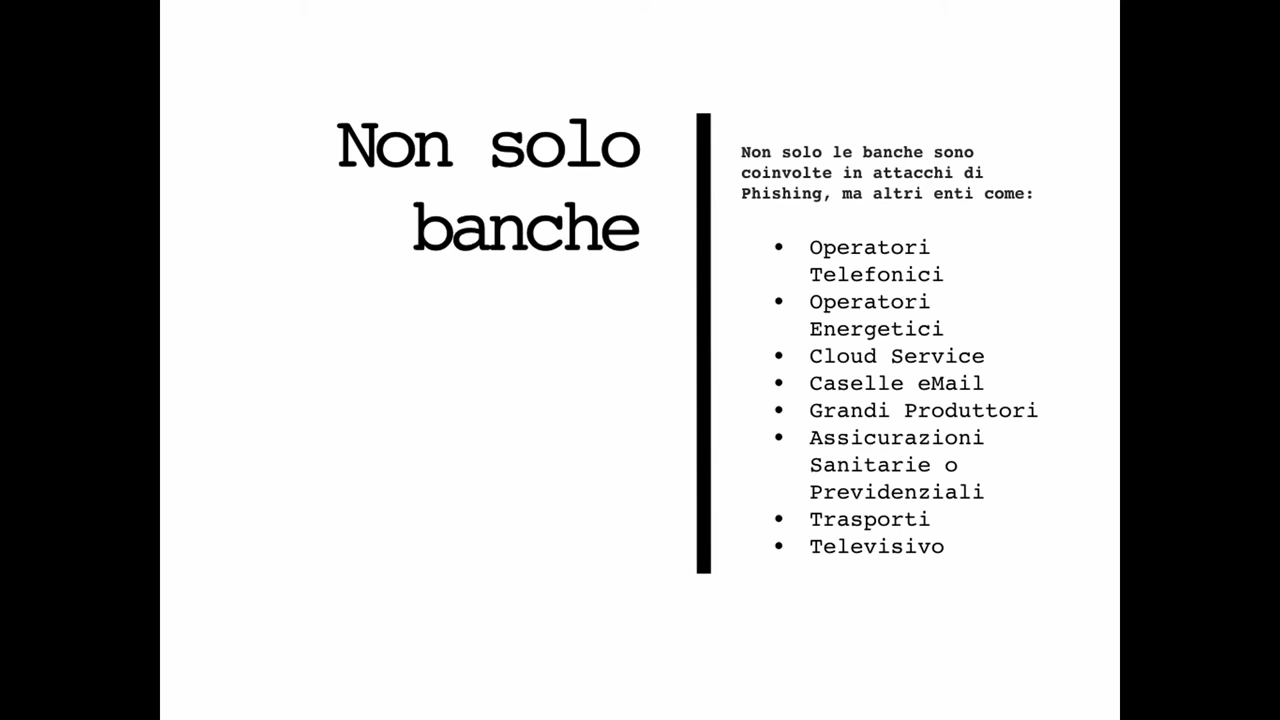 Non solo
banche
Non solo le banche sono
coinvolte in attacchi di
Phishing, ma altri enti come:
• Operatori
Telefonici
• Operatori
Energetici
• Cloud Service
• Caselle eMail
• Grandi Produttori
• Assicurazioni
Sanitarie o
Previdenziali
• Trasporti
• Televisivo